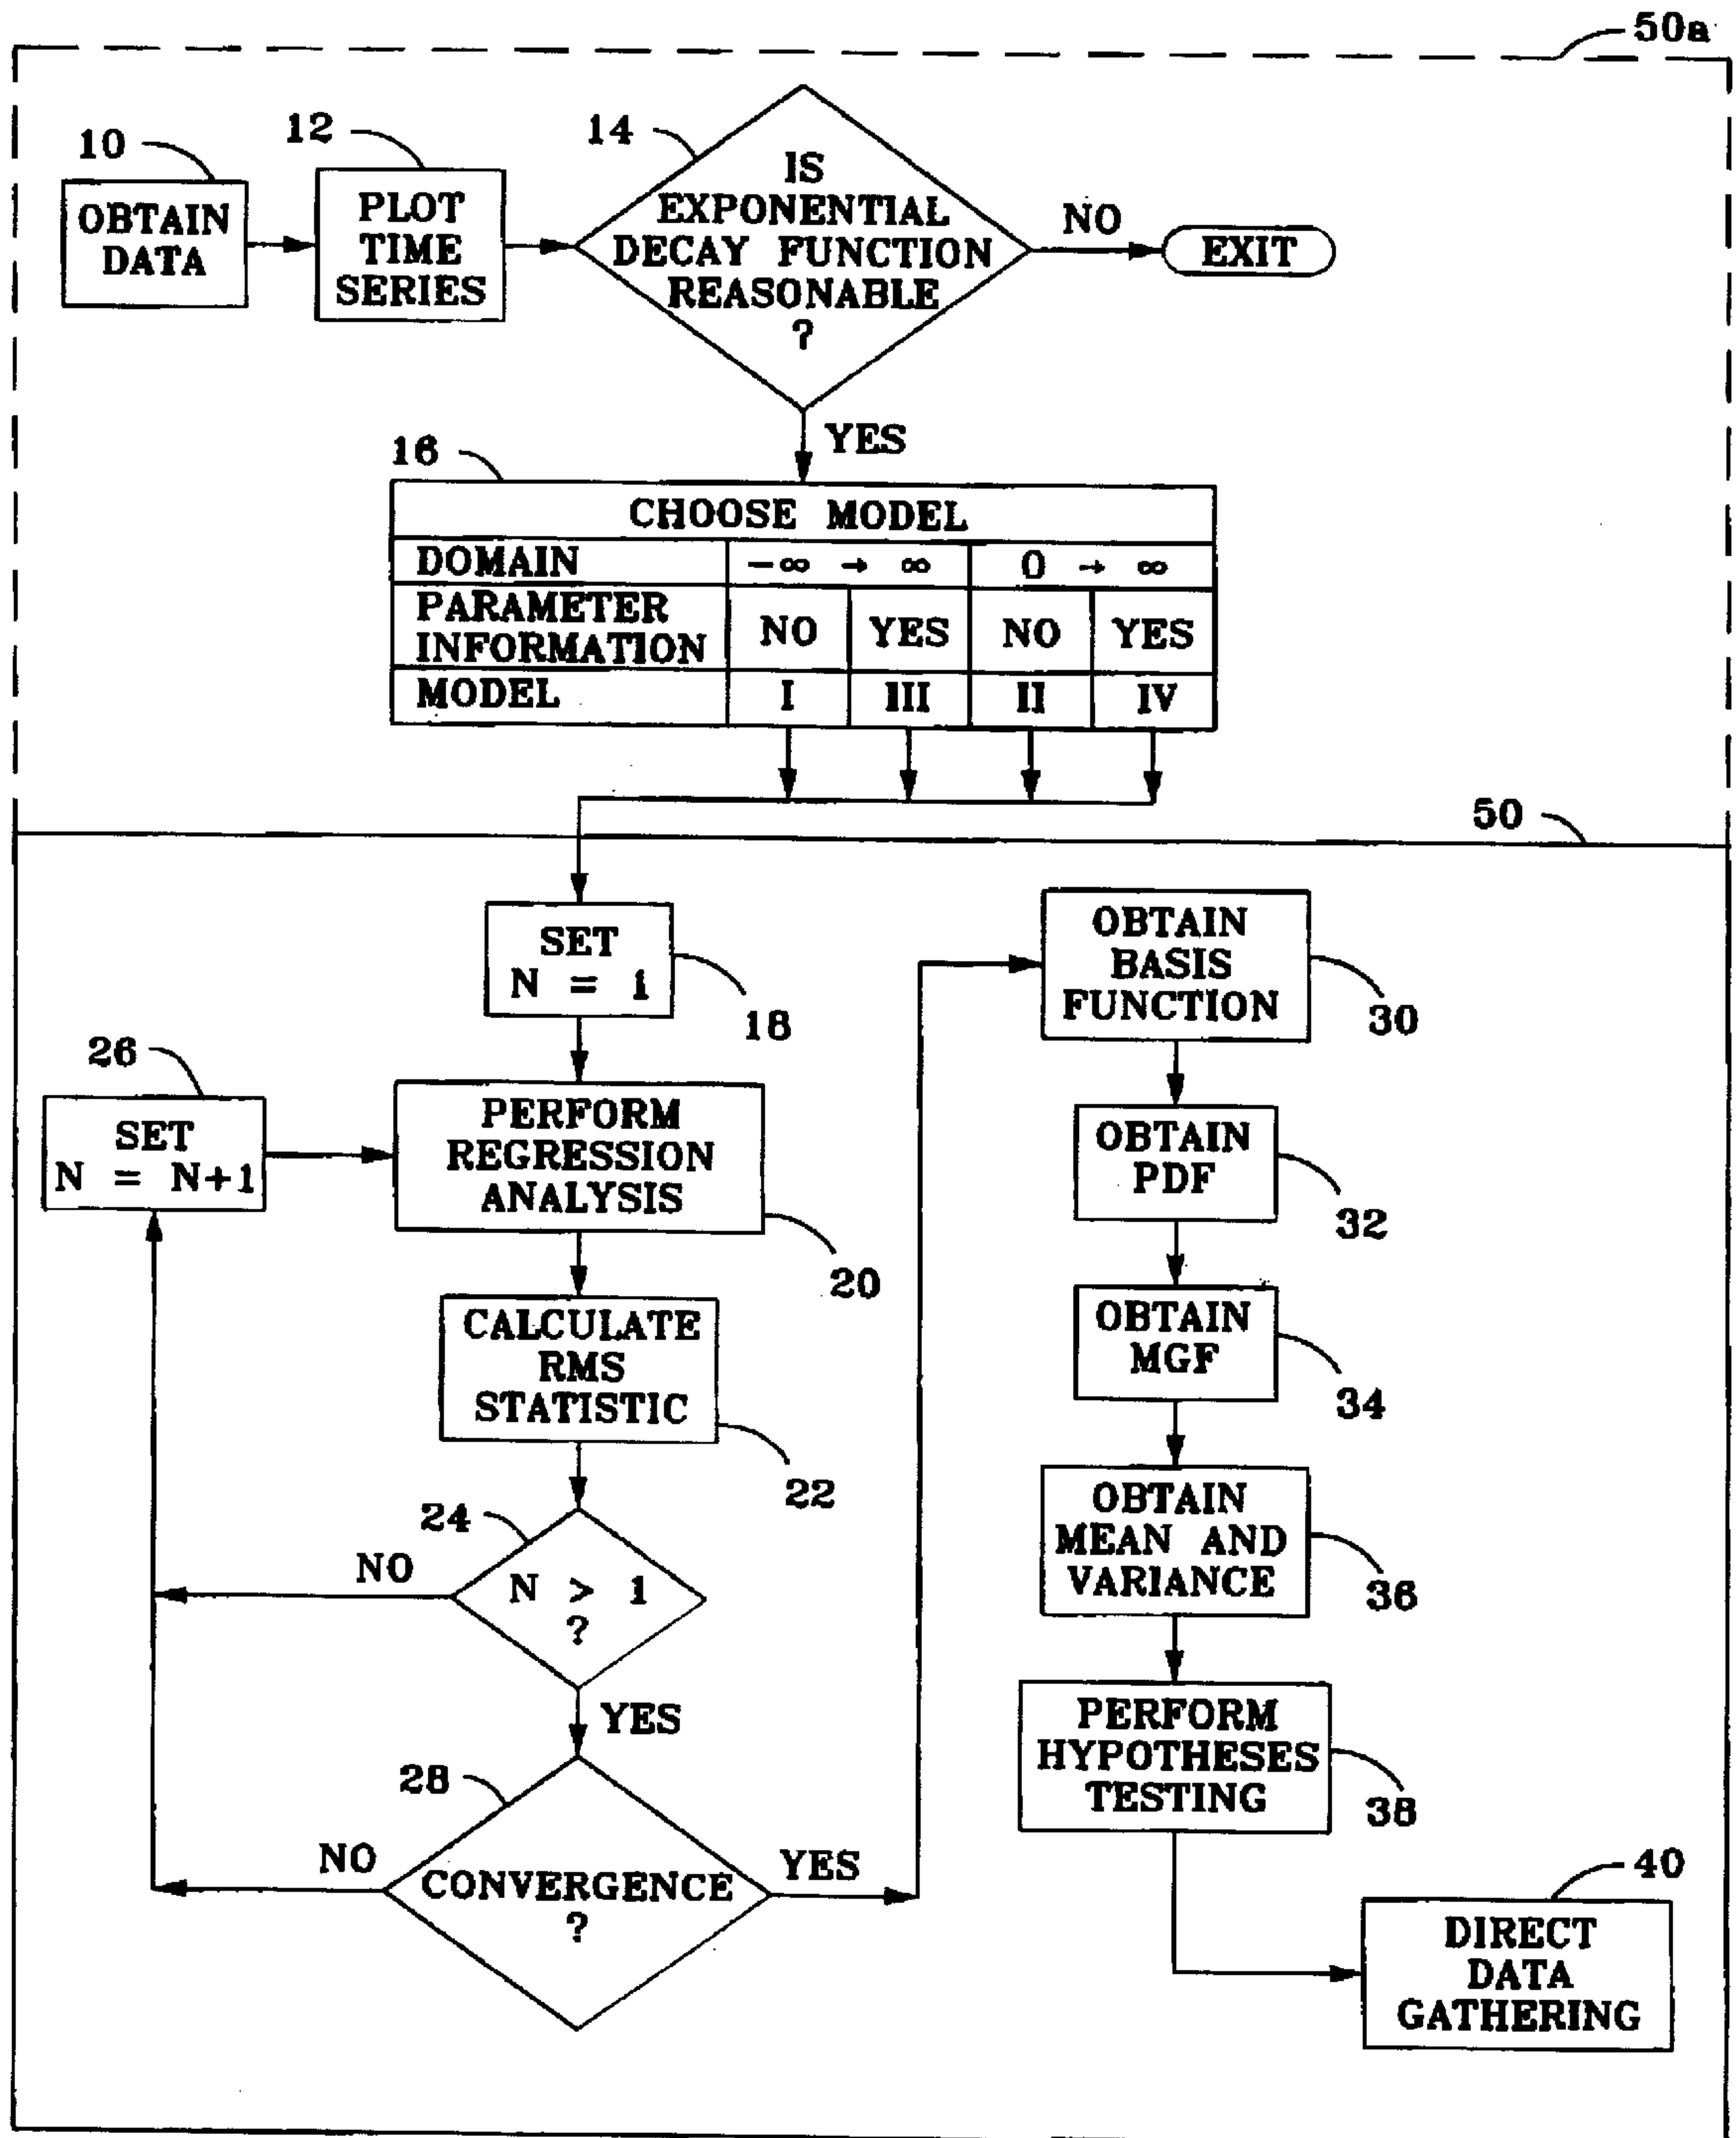 50a
10
12
14
OBTAIN
DATA
PLOT
TIME
SERIES
IS
EXPONENTIAL
DECAY FUNCTION
REASONABLE
?
NO
EXIT
YES
16
CHOOSE MODEL
DOMAIN -∞ → ∞ 0 → ∞
PARAMETER
INFORMATION NO YES NO YES
MODEL I III II IV
50
SET
N = 1
18
26
SET
N = N+1
PERFORM
REGRESSION
ANALYSIS
20
CALCULATE
RMS
STATISTIC
22
24
NO
N > 1
?
YES
28
NO
CONVERGENCE
?
YES
OBTAIN
BASIS
FUNCTION
30
OBTAIN
PDF
32
OBTAIN
MGF
34
OBTAIN
MEAN AND
VARIANCE
36
PERFORM
HYPOTHESES
TESTING
38
40
DIRECT
DATA
GATHERING